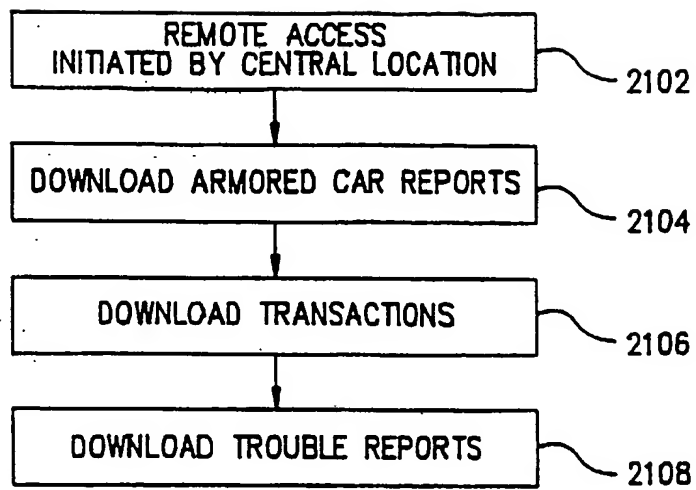 REMOTE ACCESS
INITIATED BY CENTRAL LOCATION
2102
DOWNLOAD ARMORED CAR REPORTS
2104
DOWNLOAD TRANSACTIONS
2106
DOWNLOAD TROUBLE REPORTS
2108